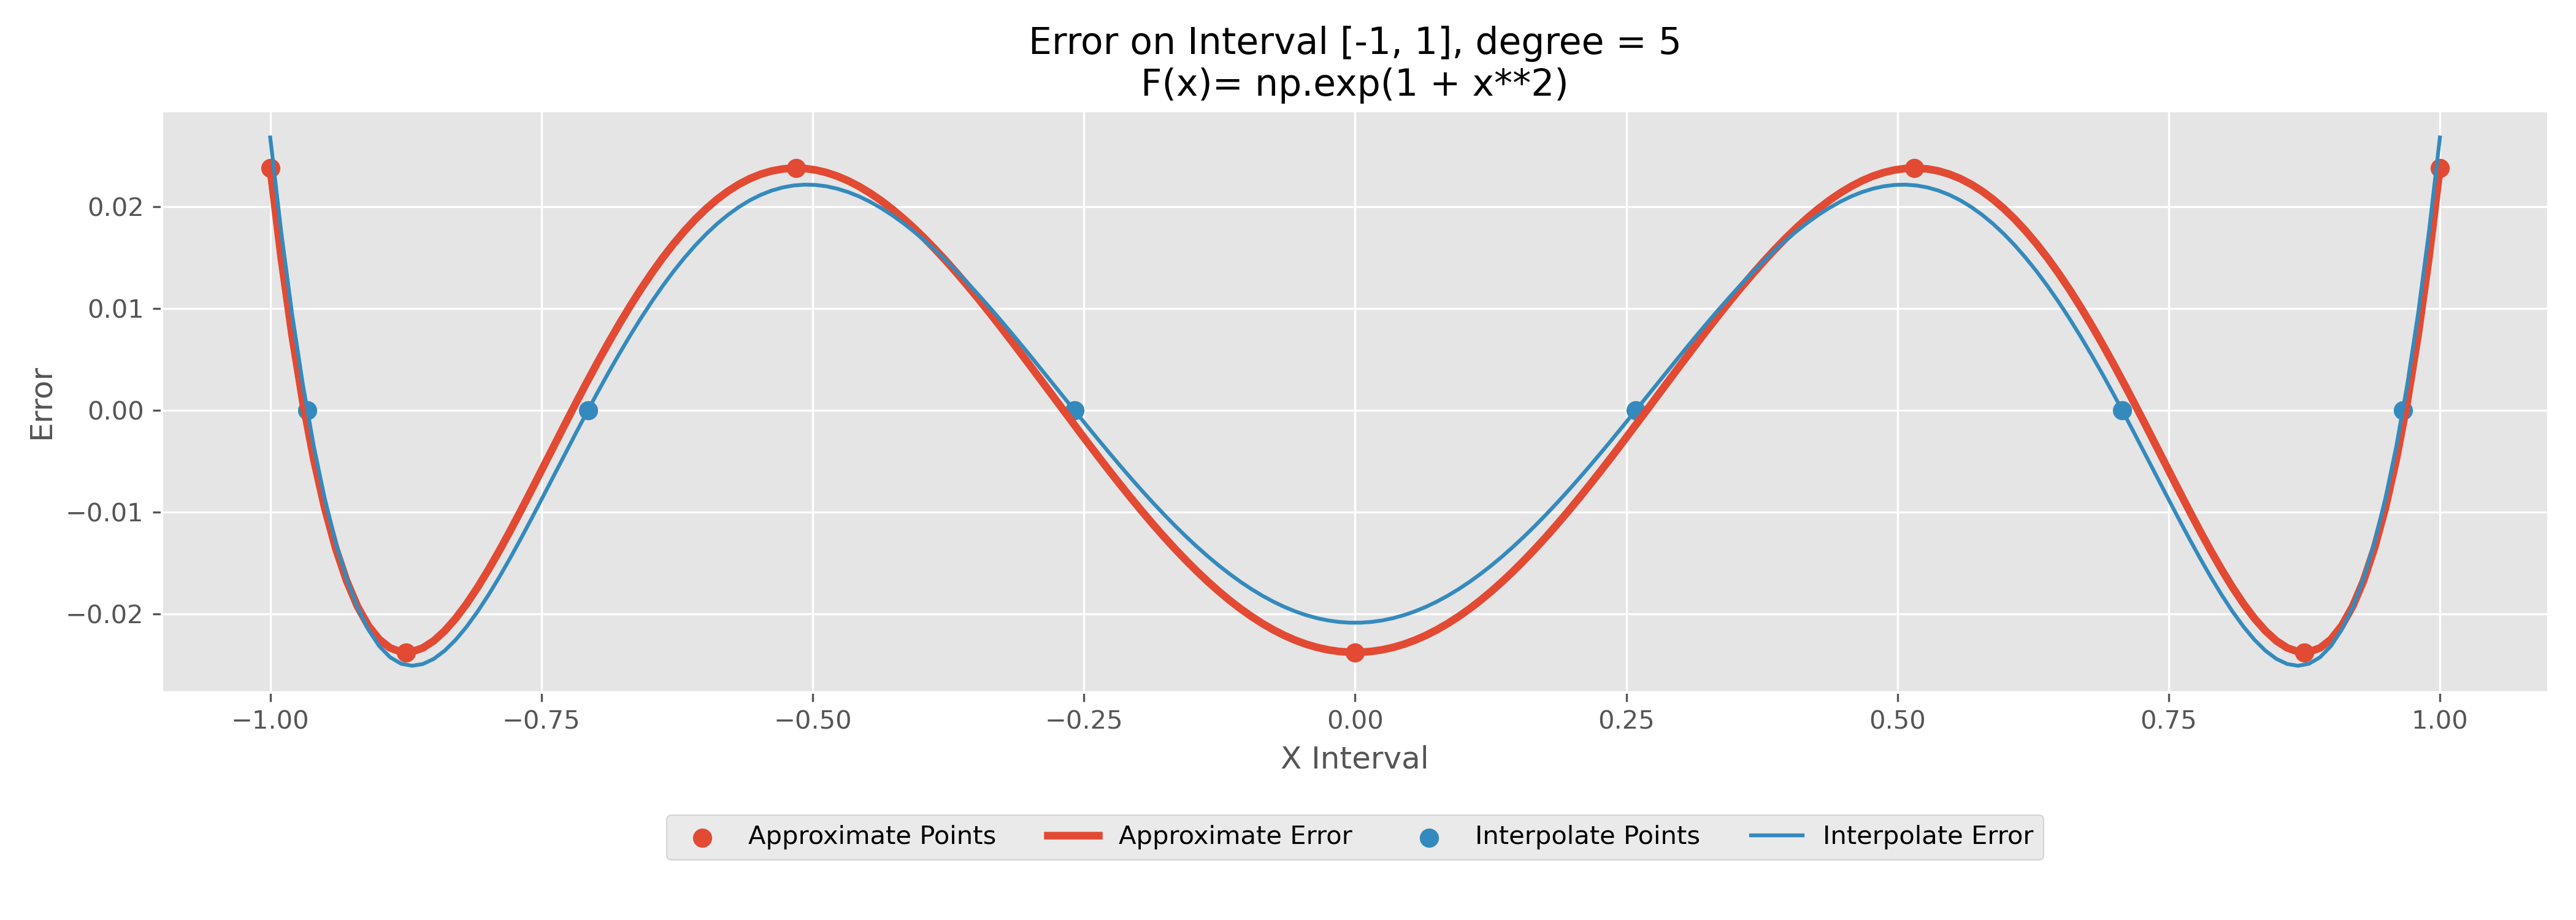 Error on Interval [-1, 1], degree = 5
F(x)= np.exp(1 + x**2)
Error
0.02
0.01
0.00
−0.01
−0.02
−1.00 −0.75 −0.50 −0.25 0.00 0.25 0.50 0.75 1.00
X Interval
Approximate Points Approximate Error Interpolate Points Interpolate Error